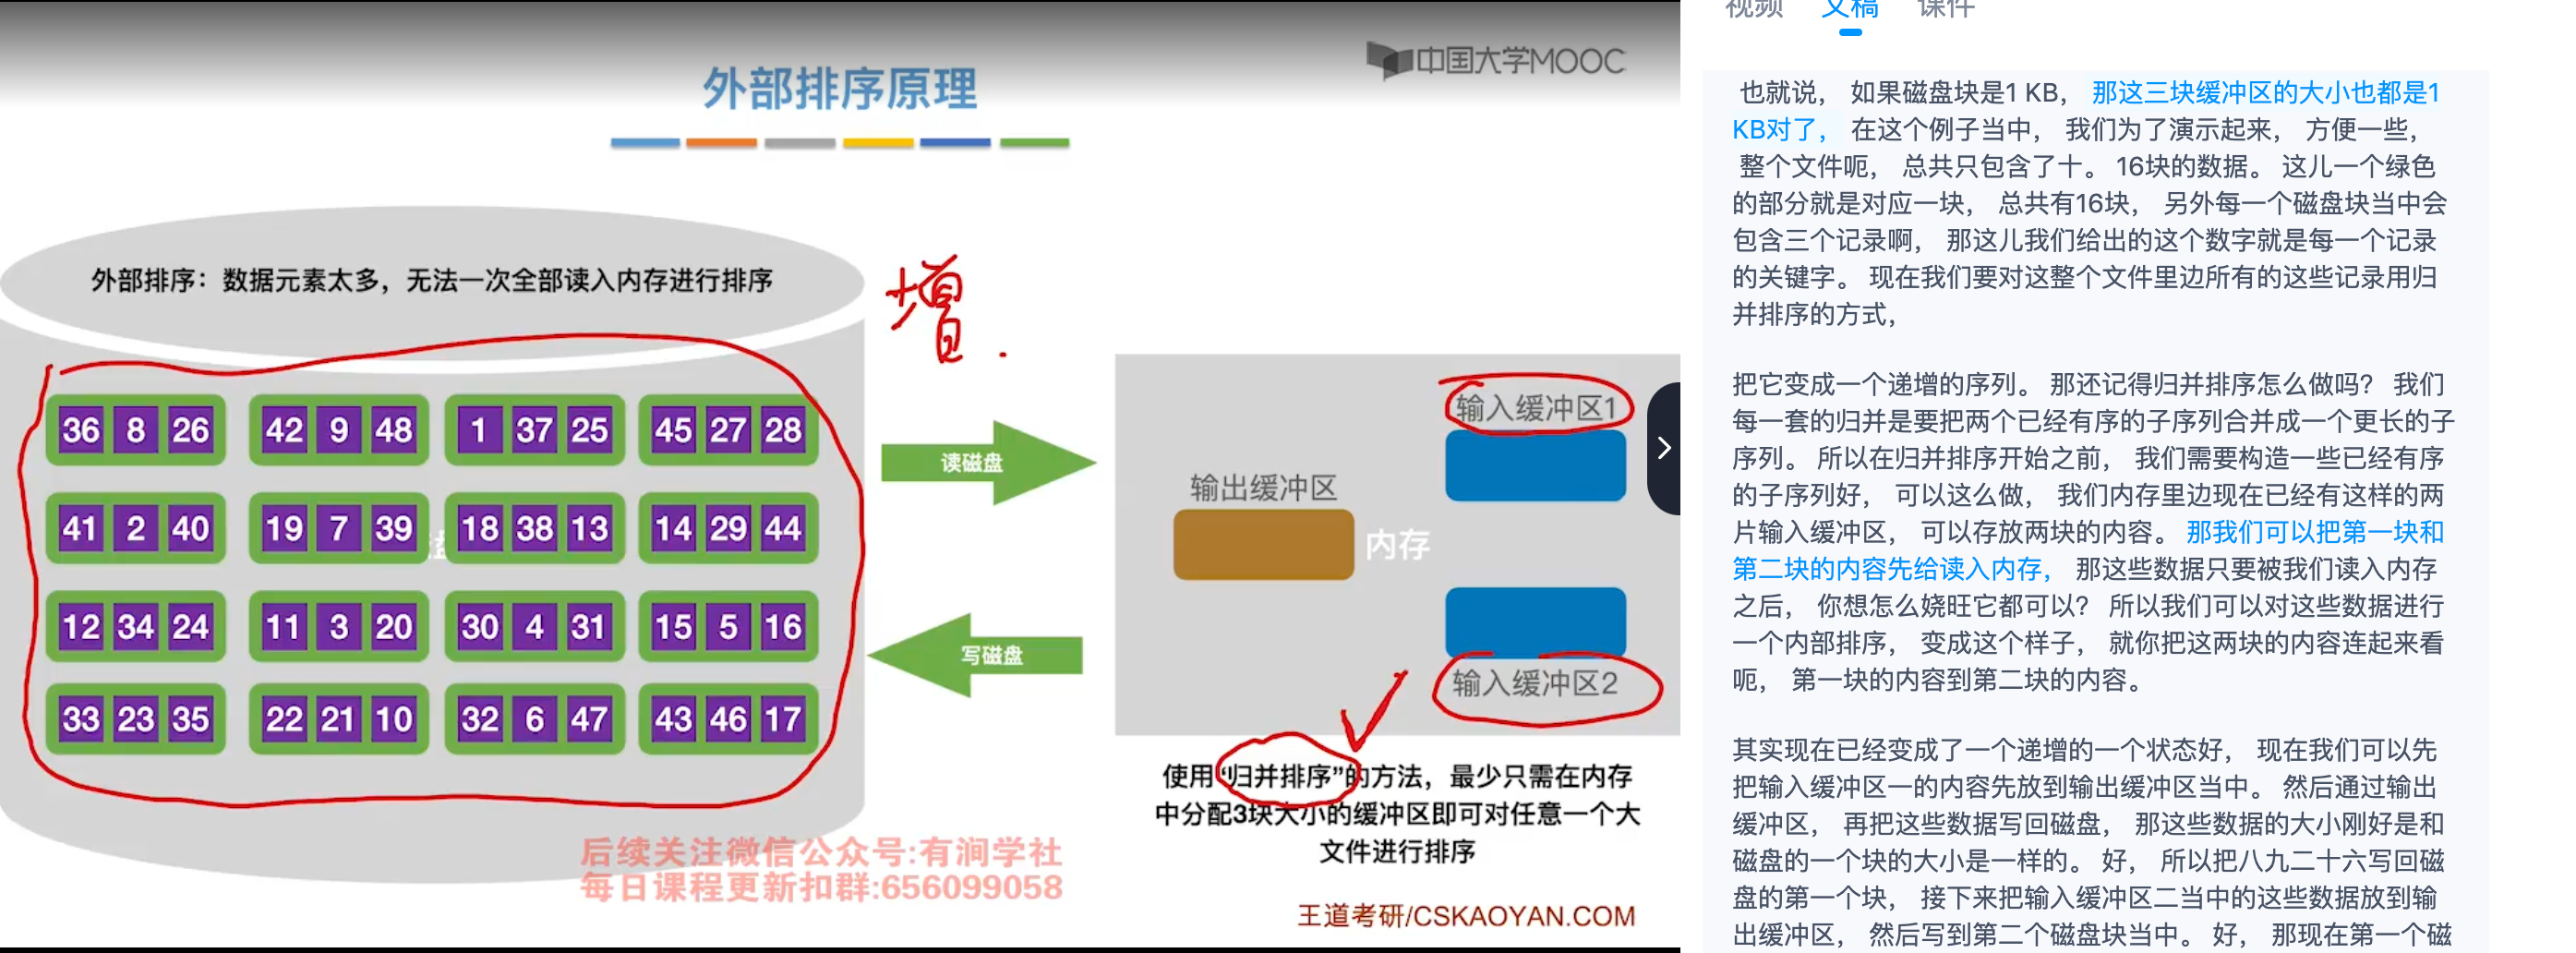 外部排序原理
中国大学MOOC
外部排序：数据元素太多，无法一次全部读入内存进行排序
增
36 8 26 42 9 48 1 37 25 45 27 28
41 2 40 19 7 39 18 38 13 14 29 44
12 34 24 11 3 20 30 4 31 15 5 16
33 23 35 22 21 10 32 6 47 43 46 17
读磁盘
写磁盘
输入缓冲区1
输出缓冲区
内存
输入缓冲区2
使用“归并排序”的方法，最少只需在内存
中分配3块大小的缓冲区即可对任意一个大
文件进行排序
后续关注微信公众号:有涧学社
每日课程更新扣群:656099058
王道考研/CSKAOYAN.COM
视频 文稿 课件
也就说， 如果磁盘块是1 KB， 那这三块缓冲区的大小也都是1
KB对了， 在这个例子当中， 我们为了演示起来， 方便一些，
整个文件呃， 总共只包含了十。 16块的数据。 这儿一个绿色
的部分就是对应一块， 总共有16块， 另外每一个磁盘块当中会
包含三个记录啊， 那这儿我们给出的这个数字就是每一个记录
的关键字。 现在我们要对这整个文件里边所有的这些记录用归
并排序的方式，
把它变成一个递增的序列。 那还记得归并排序怎么做吗？ 我们
每一套的归并是要把两个已经有序的子序列合并成一个更长的子
序列。 所以在归并排序开始之前， 我们需要构造一些已经有序
的子序列好， 可以这么做， 我们内存里边现在已经有这样的两
片输入缓冲区， 可以存放两块的内容。 那我们可以把第一块和
第二块的内容先给读入内存， 那这些数据只要被我们读入内存
之后， 你想怎么娆旺它都可以？ 所以我们可以对这些数据进行
一个内部排序， 变成这个样子， 就你把这两块的内容连起来看
呃， 第一块的内容到第二块的内容。
其实现在已经变成了一个递增的一个状态好， 现在我们可以先
把输入缓冲区一的内容先放到输出缓冲区当中。 然后通过输出
缓冲区， 再把这些数据写回磁盘， 那这些数据的大小刚好是和
磁盘的一个块的大小是一样的。 好， 所以把八九二十六写回磁
盘的第一个块， 接下来把输入缓冲区二当中的这些数据放到输
出缓冲区， 然后写到第二个磁盘块当中。 好， 那现在第一个磁